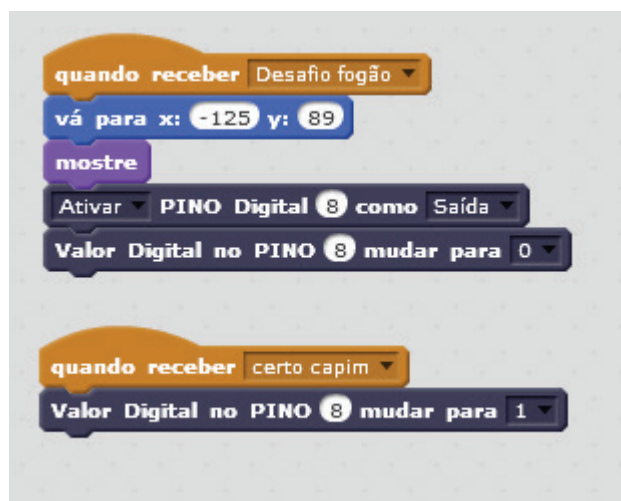 quando receber Desafio fogão
vá para x: -125 y: 89
mostre
Ativar PINO Digital 8 como Saída
Valor Digital no PINO 8 mudar para 0
quando receber certo capim
Valor Digital no PINO 8 mudar para 1